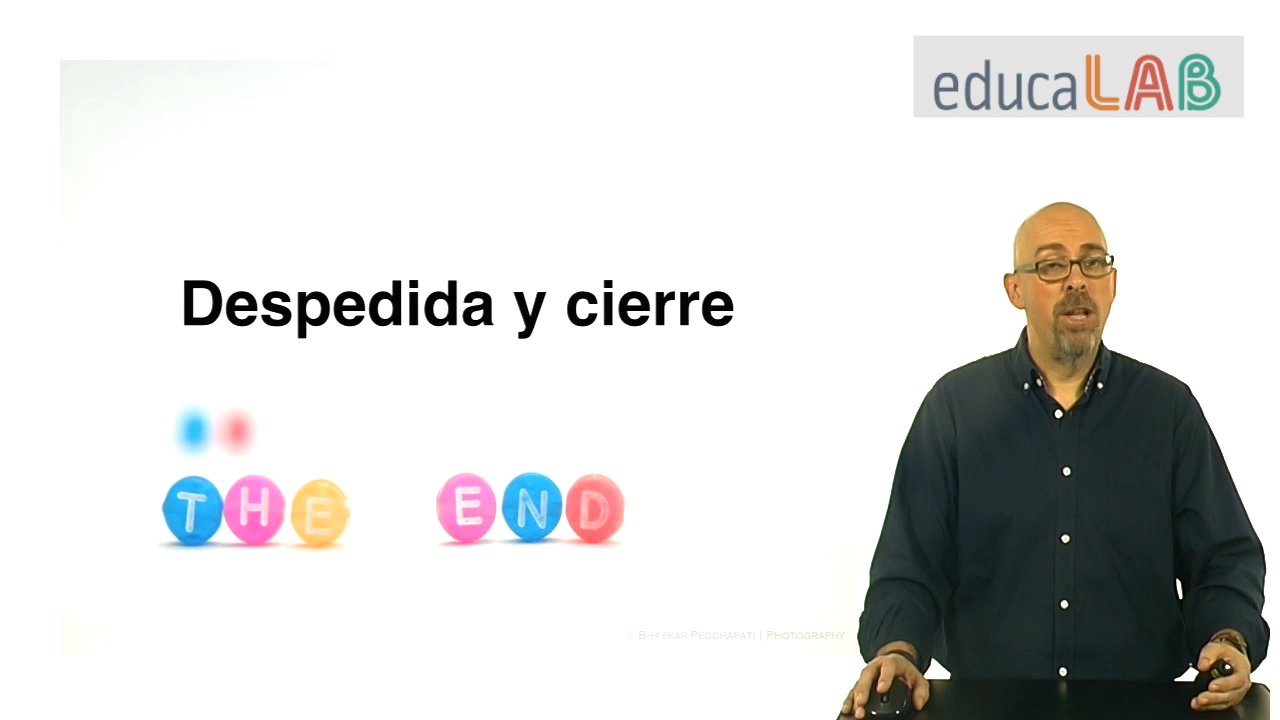 educaLAB
Despedida y cierre
THE END
© BHASKAR PEDDHAPATI | PHOTOGRAPHY